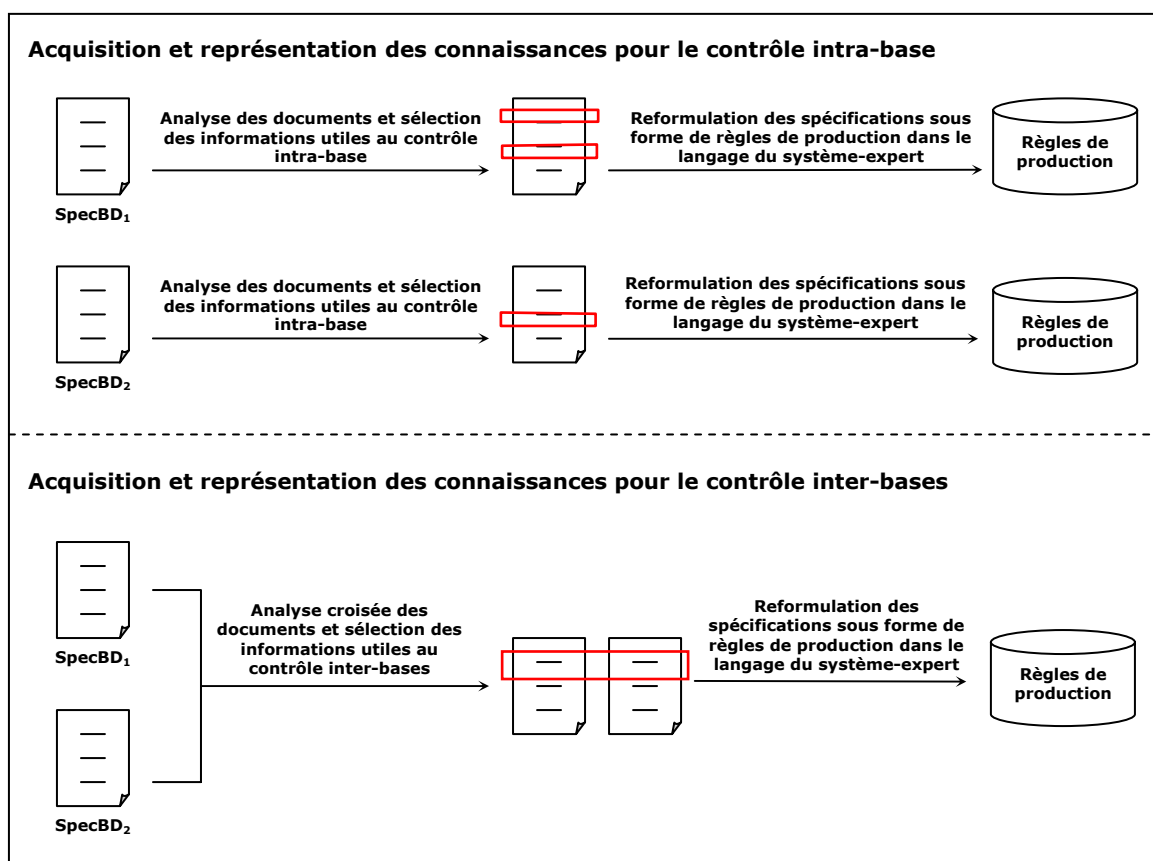 Acquisition et représentation des connaissances pour le contrôle intra-base
Analyse des documents et sélection
des informations utiles au contrôle
intra-base
Reformulation des spécifications sous
forme de règles de production dans le
langage du système-expert
Règles de
production
SpecBD₁
Analyse des documents et sélection
des informations utiles au contrôle
intra-base
Reformulation des spécifications sous
forme de règles de production dans le
langage du système-expert
Règles de
production
SpecBD₂
Acquisition et représentation des connaissances pour le contrôle inter-bases
SpecBD₁
Analyse croisée des
documents et sélection des
informations utiles au
contrôle inter-bases
Reformulation des
spécifications sous forme de
règles de production dans le
langage du système-expert
Règles de
production
SpecBD₂